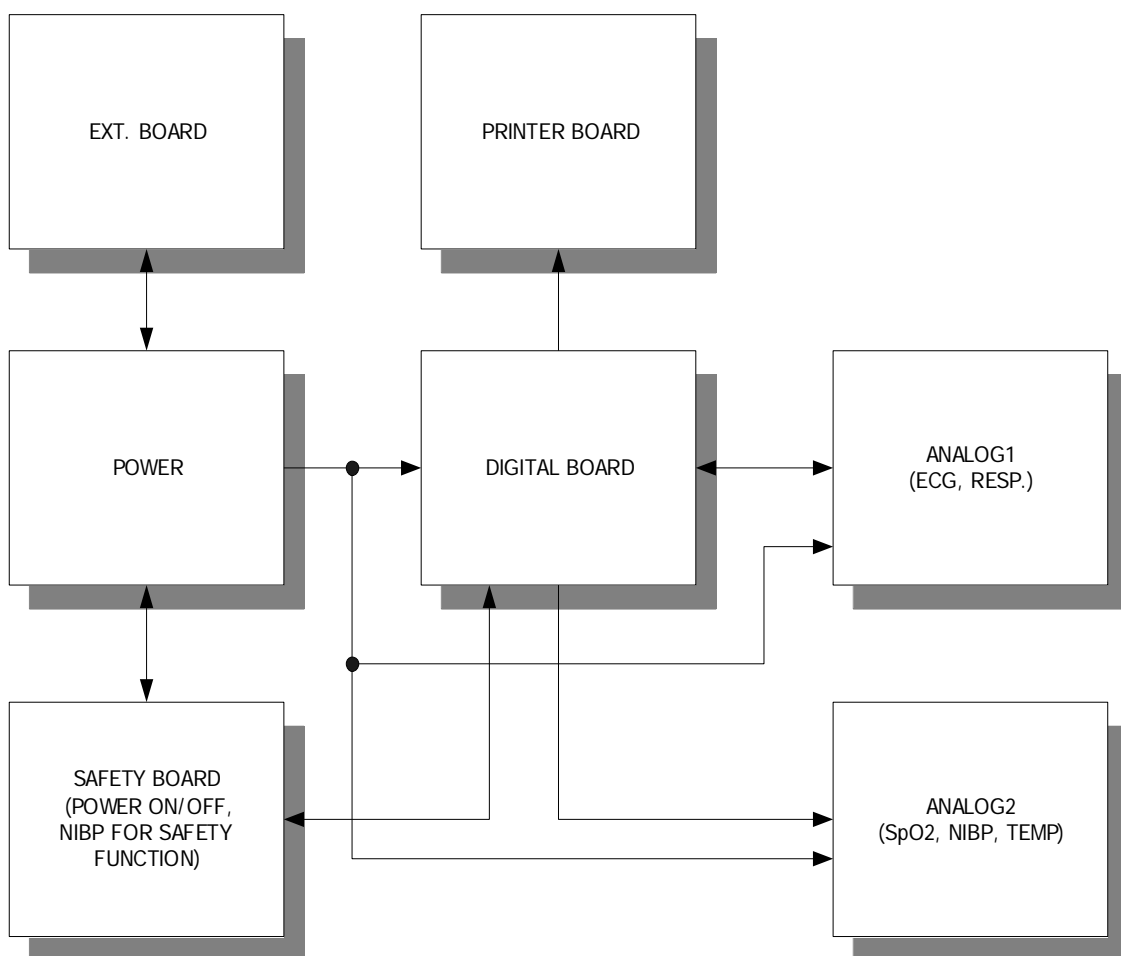 EXT. BOARD
PRINTER BOARD
POWER
DIGITAL BOARD
ANALOG1
(ECG, RESP.)
SAFETY BOARD
(POWER ON/OFF,
NIBP FOR SAFETY
FUNCTION)
ANALOG2
(SpO2, NIBP, TEMP)